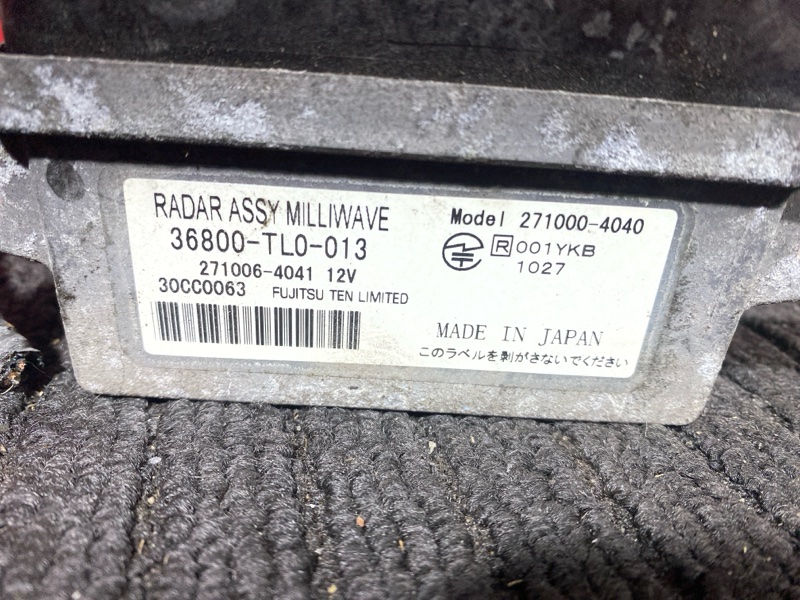 RADAR ASSY MILLIWAVE
36800-TL0-013
271006-4041 12V
30CC0063 FUJITSU TEN LIMITED
Model 271000-4040
R 001YKB
1027
MADE IN JAPAN
このラベルを剥がさないでください